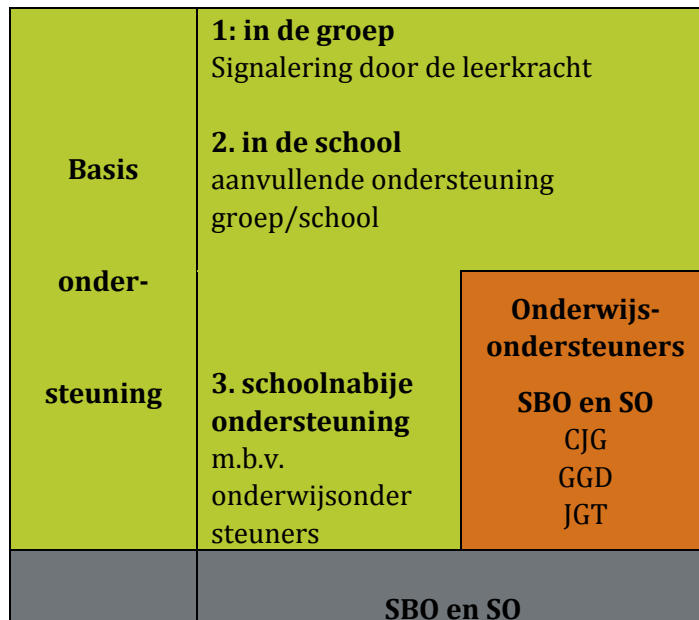 Basis
onder-
steuning
1: in de groep
Signalering door de leerkracht
2. in de school
aanvullende ondersteuning
groep/school
3. schoolnabije
ondersteuning
m.b.v.
onderwijsonder
steuners
Onderwijs-
ondersteuners
SBO en SO
CJG
GGD
JGT
SBO en SO